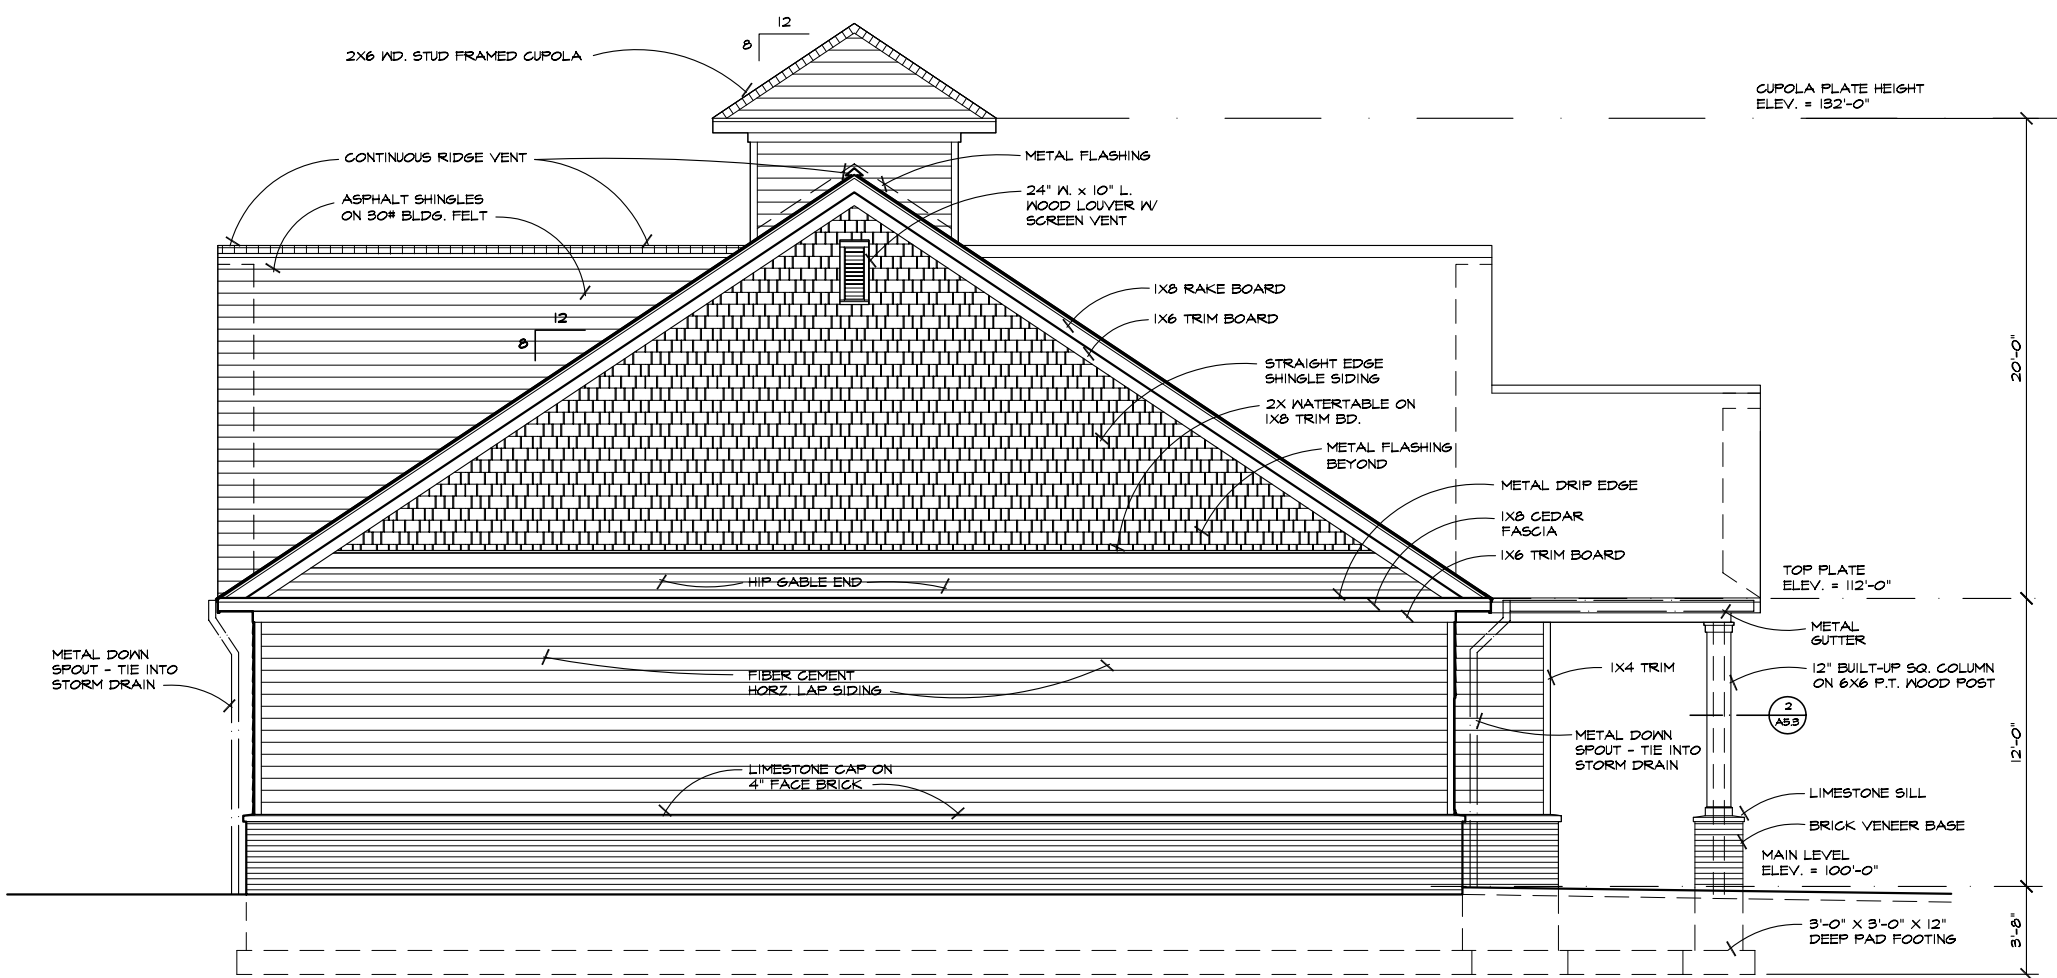 12
8
2X6 WD. STUD FRAMED CUPOLA
CUPOLA PLATE HEIGHT
ELEV. = 132'-0"
CONTINUOUS RIDGE VENT
METAL FLASHING
ASPHALT SHINGLES
ON 30# BLDG. FELT
24" W. x 10" L.
WOOD LOUVER W/
SCREEN VENT
1X8 RAKE BOARD
12
8
1X6 TRIM BOARD
20'-0"
STRAIGHT EDGE
SHINGLE SIDING
2X WATERTABLE ON
1X8 TRIM BD.
METAL FLASHING
BEYOND
METAL DRIP EDGE
1X8 CEDAR
FASCIA
1X6 TRIM BOARD
HIP GABLE END
TOP PLATE
ELEV. = 112'-0"
METAL
GUTTER
METAL DOWN
SPOUT - TIE INTO
STORM DRAIN
FIBER CEMENT
HORZ. LAP SIDING
1X4 TRIM
12" BUILT-UP SQ. COLUMN
ON 6X6 P.T. WOOD POST
2
A5.3
METAL DOWN
SPOUT - TIE INTO
STORM DRAIN
12'-0"
LIMESTONE CAP ON
4" FACE BRICK
LIMESTONE SILL
BRICK VENEER BASE
MAIN LEVEL
ELEV. = 100'-0"
3'-0" X 3'-0" X 12"
DEEP PAD FOOTING
3'-8"